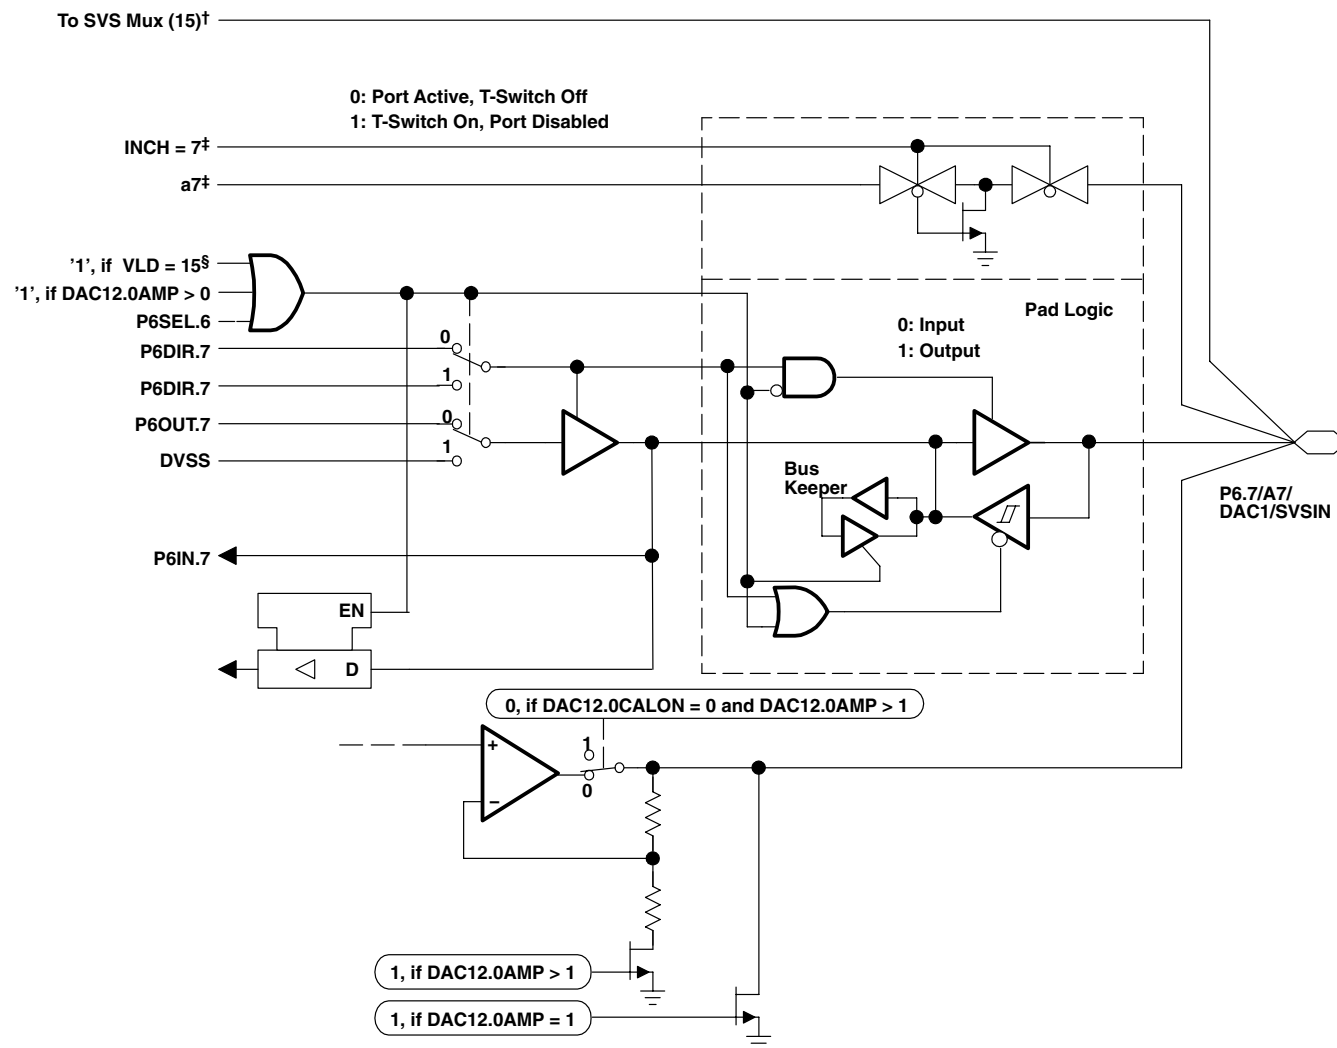 To SVS Mux (15)†
0: Port Active, T-Switch Off
1: T-Switch On, Port Disabled
INCH = 7‡
a7‡
’1’, if VLD = 15§
’1’, if DAC12.0AMP > 0
P6SEL.6
P6DIR.7
0
P6DIR.7
1
P6OUT.7
0
DVSS
1
Pad Logic
0: Input
1: Output
Bus
Keeper
P6.7/A7/
DAC1/SVSIN
P6IN.7
EN
D
0, if DAC12.0CALON = 0 and DAC12.0AMP > 1
+
−
1
0
1, if DAC12.0AMP > 1
1, if DAC12.0AMP = 1